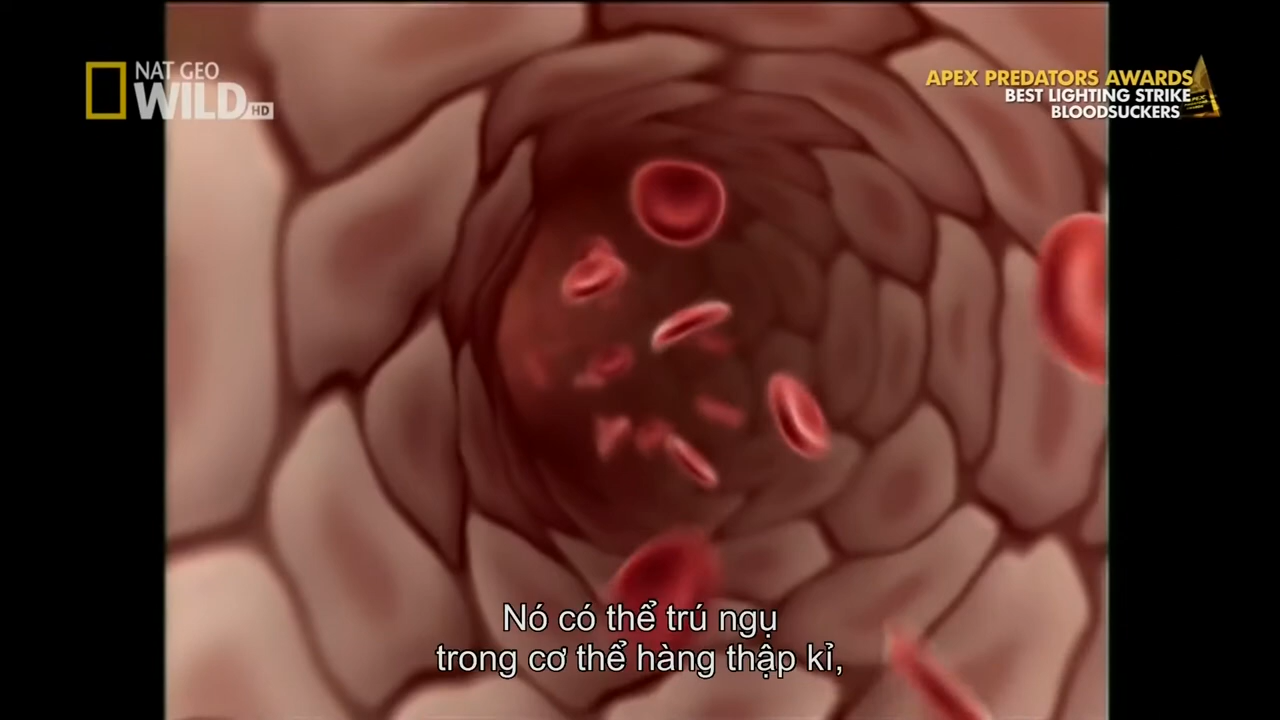 NAT GEO
WILD HD
APEX PREDATORS AWARDS
BEST LIGHTING STRIKE
BLOODSUCKERS
Nó có thể trú ngụ
trong cơ thể hàng thập kỉ,